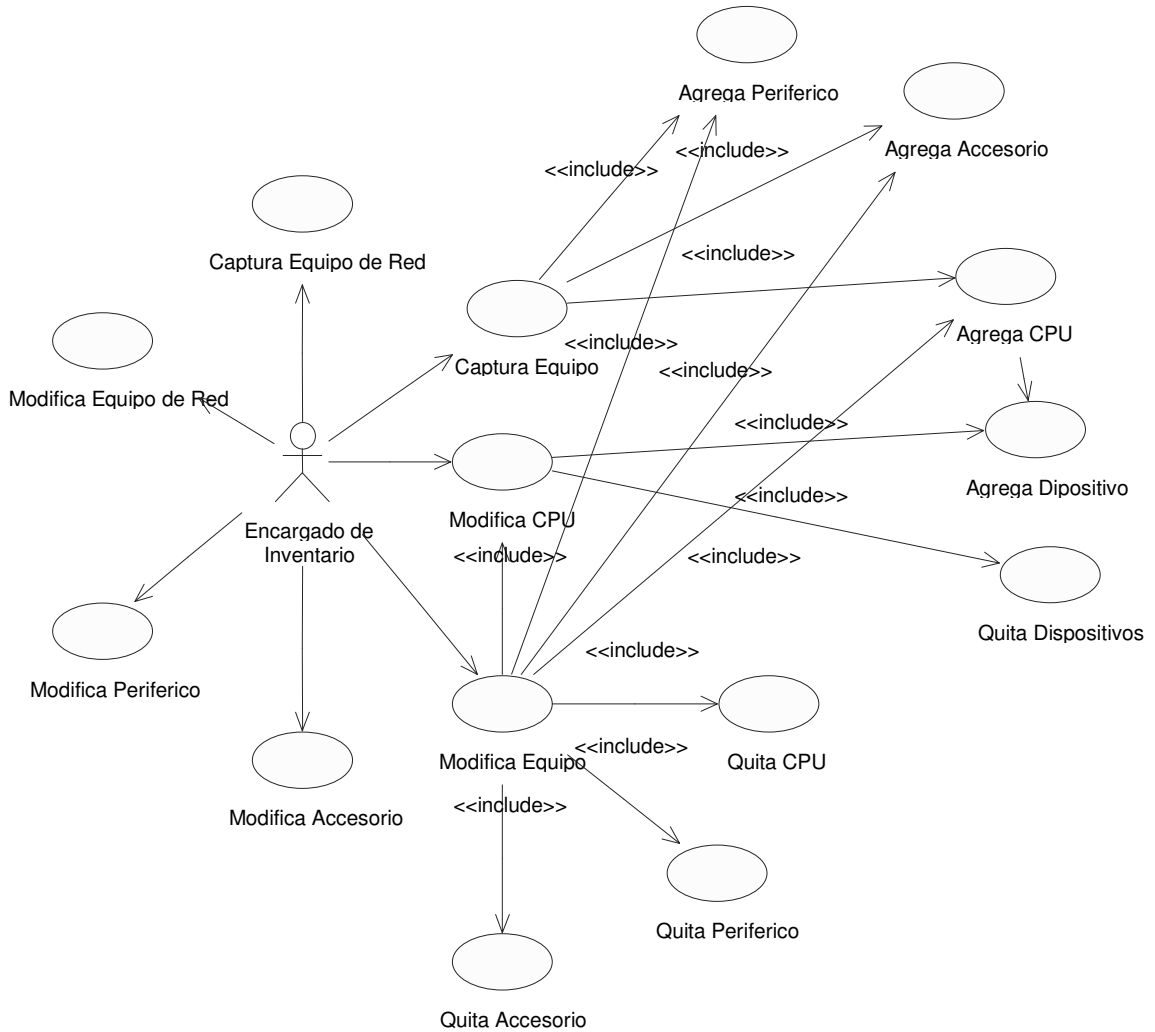 Agrega Periferico
Agrega Accesorio
<<include>>
<<include>>
Captura Equipo de Red
<<include>>
Agrega CPU
<<include>>
Captura Equipo
<<include>>
Modifica Equipo de Red
<<include>>
Agrega Dipositivo
<<include>>
Modifica CPU
Encargado de
Inventario
<<include>>
<<include>>
Quita Dispositivos
<<include>>
Modifica Periferico
<<include>>
Modifica Equipo
Quita CPU
<<include>>
Modifica Accesorio
Quita Periferico
Quita Accesorio